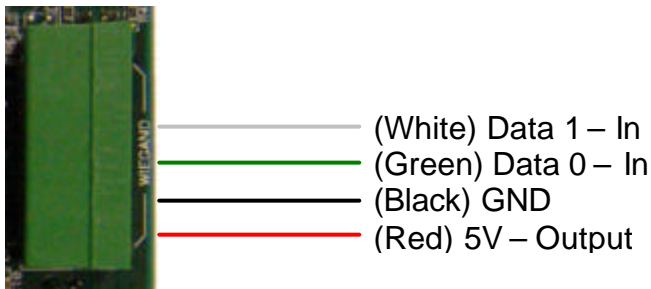 WIEGAND
(White) Data 1 – In
(Green) Data 0 – In
(Black) GND
(Red) 5V – Output